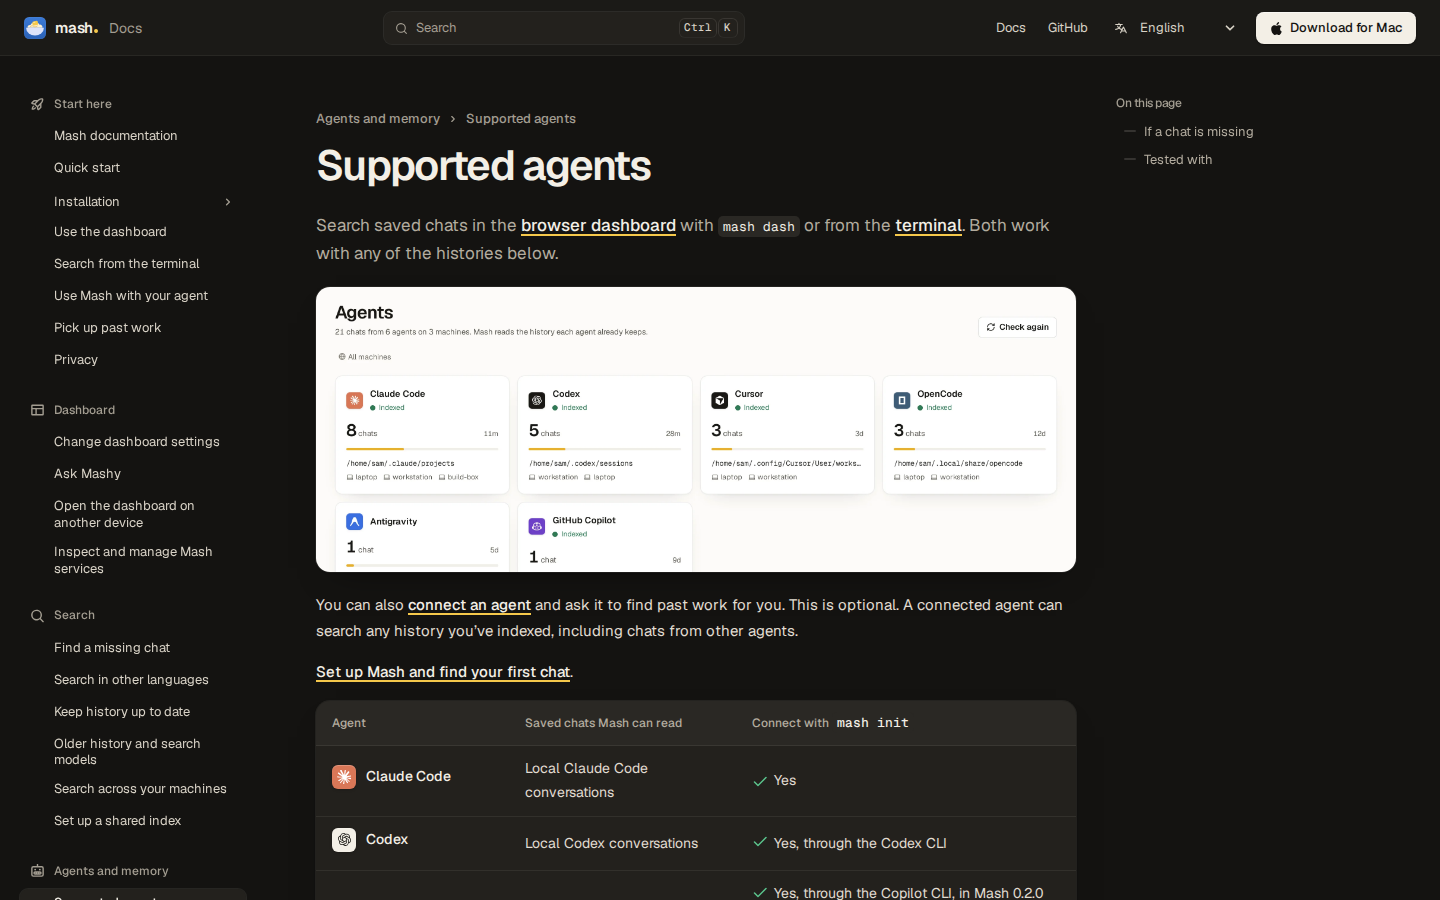 mash. Docs
Search
Ctrl K
Docs
GitHub
English
Download for Mac
Start here
Mash documentation
Quick start
Installation
Use the dashboard
Search from the terminal
Use Mash with your agent
Pick up past work
Privacy
Dashboard
Change dashboard settings
Ask Mashy
Open the dashboard on
another device
Inspect and manage Mash
services
Search
Find a missing chat
Search in other languages
Keep history up to date
Older history and search
models
Search across your machines
Set up a shared index
Agents and memory
Agents and memory › Supported agents
Supported agents
Search saved chats in the browser dashboard with mash dash or from the terminal. Both work
with any of the histories below.
Agents
21 chats from 6 agents on 3 machines. Mash reads the history each agent already keeps.
Check again
All machines
Claude Code
Indexed
8 chats 11m
/home/sam/.claude/projects
laptop workstation build-box
Codex
Indexed
5 chats 28m
/home/sam/.codex/sessions
workstation laptop
Cursor
Indexed
3 chats 3d
/home/sam/.config/Cursor/User/works…
laptop workstation
OpenCode
Indexed
3 chats 12d
/home/sam/.local/share/opencode
laptop workstation
Antigravity
1 chat 5d
GitHub Copilot
Indexed
1 chat 9d
You can also connect an agent and ask it to find past work for you. This is optional. A connected agent can
search any history you’ve indexed, including chats from other agents.
Set up Mash and find your first chat.
Agent Saved chats Mash can read Connect with mash init
Claude Code
Local Claude Code
conversations
Yes
Codex
Local Codex conversations
Yes, through the Codex CLI
Yes, through the Copilot CLI, in Mash 0.2.0
On this page
If a chat is missing
Tested with